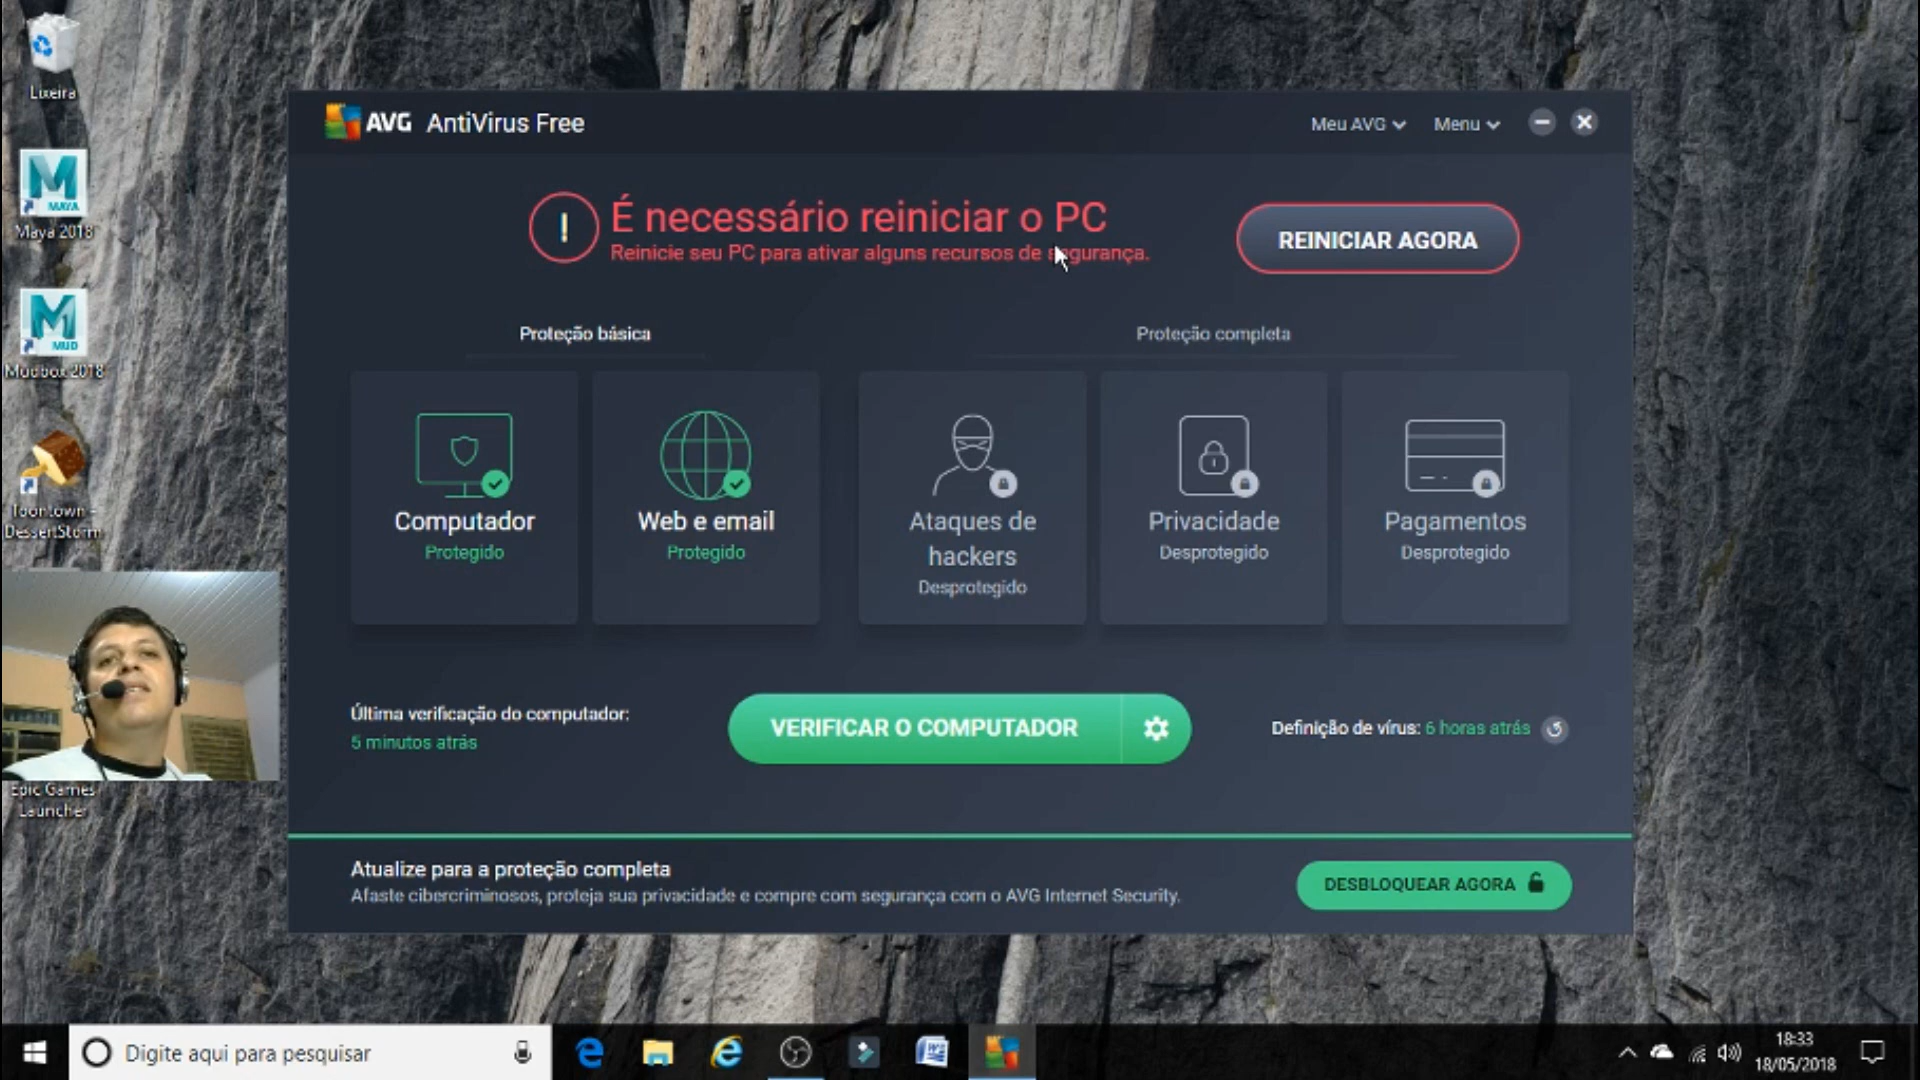 Lixeira
MAYA
Maya 2018
MUD
Mudbox 2018
Toontown -
DessertStorm
Epic Games
Launcher
AVG AntiVirus Free
Meu AVG
Menu
É necessário reiniciar o PC
Reinicie seu PC para ativar alguns recursos de segurança.
REINICIAR AGORA
Proteção básica
Proteção completa
Computador
Protegido
Web e email
Protegido
Ataques de
hackers
Desprotegido
Privacidade
Desprotegido
Pagamentos
Desprotegido
Última verificação do computador:
5 minutos atrás
VERIFICAR O COMPUTADOR
Definição de vírus: 6 horas atrás
Atualize para a proteção completa
Afaste cibercriminosos, proteja sua privacidade e compre com segurança com o AVG Internet Security.
DESBLOQUEAR AGORA
Digite aqui para pesquisar
18:33
18/05/2018